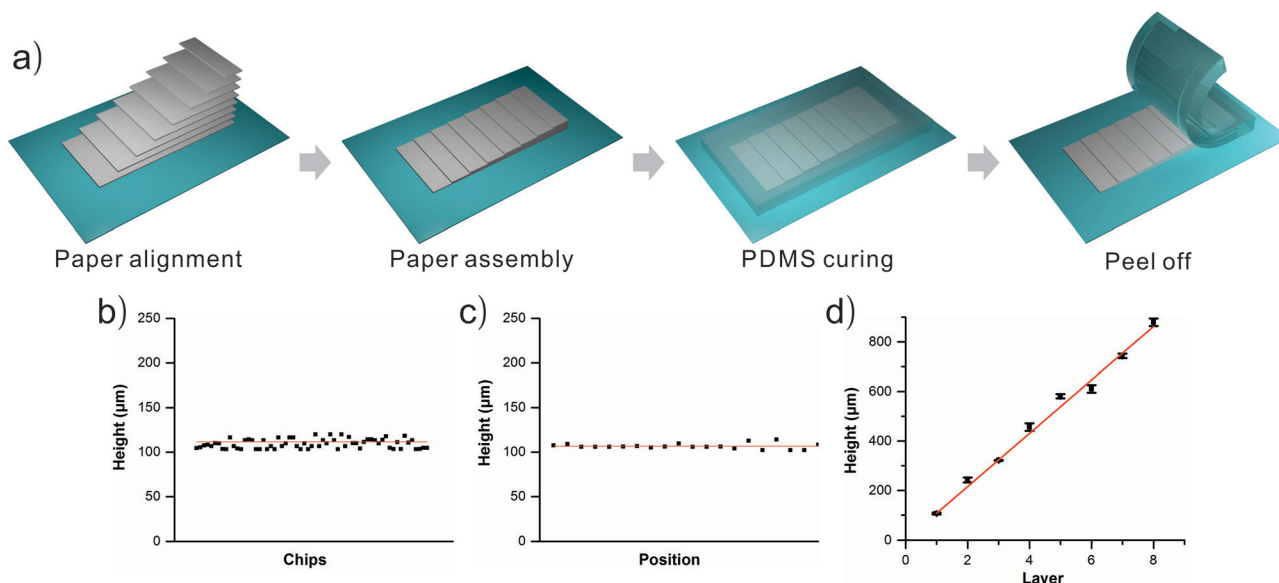 a)
Paper alignment
Paper assembly
PDMS curing
Peel off
b)
250
200
150
100
50
0
Height (μm)
Chips
c)
250
200
150
100
50
0
Height (μm)
Position
d)
800
600
400
200
0
Height (μm)
0 2 4 6 8
Layer